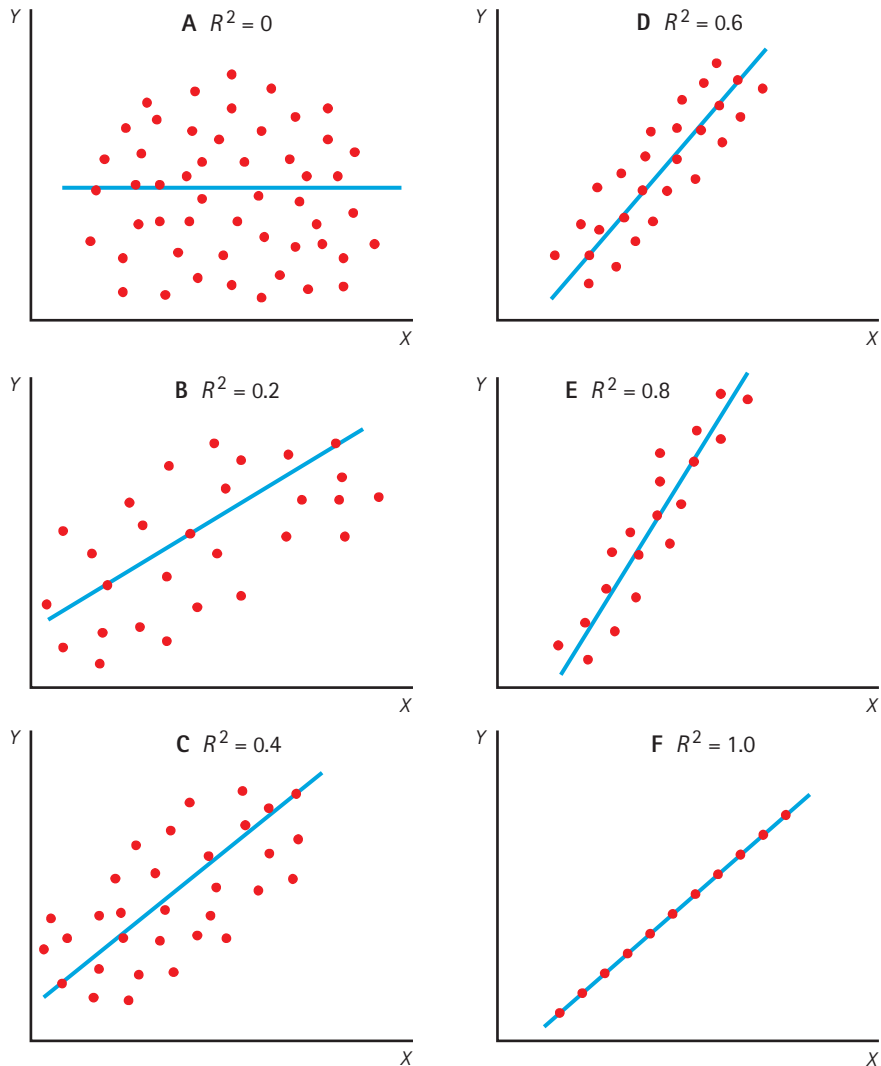 Y
A R² = 0
X
Y
D R² = 0.6
X
Y
B R² = 0.2
X
Y
E R² = 0.8
X
Y
C R² = 0.4
X
Y
F R² = 1.0
X